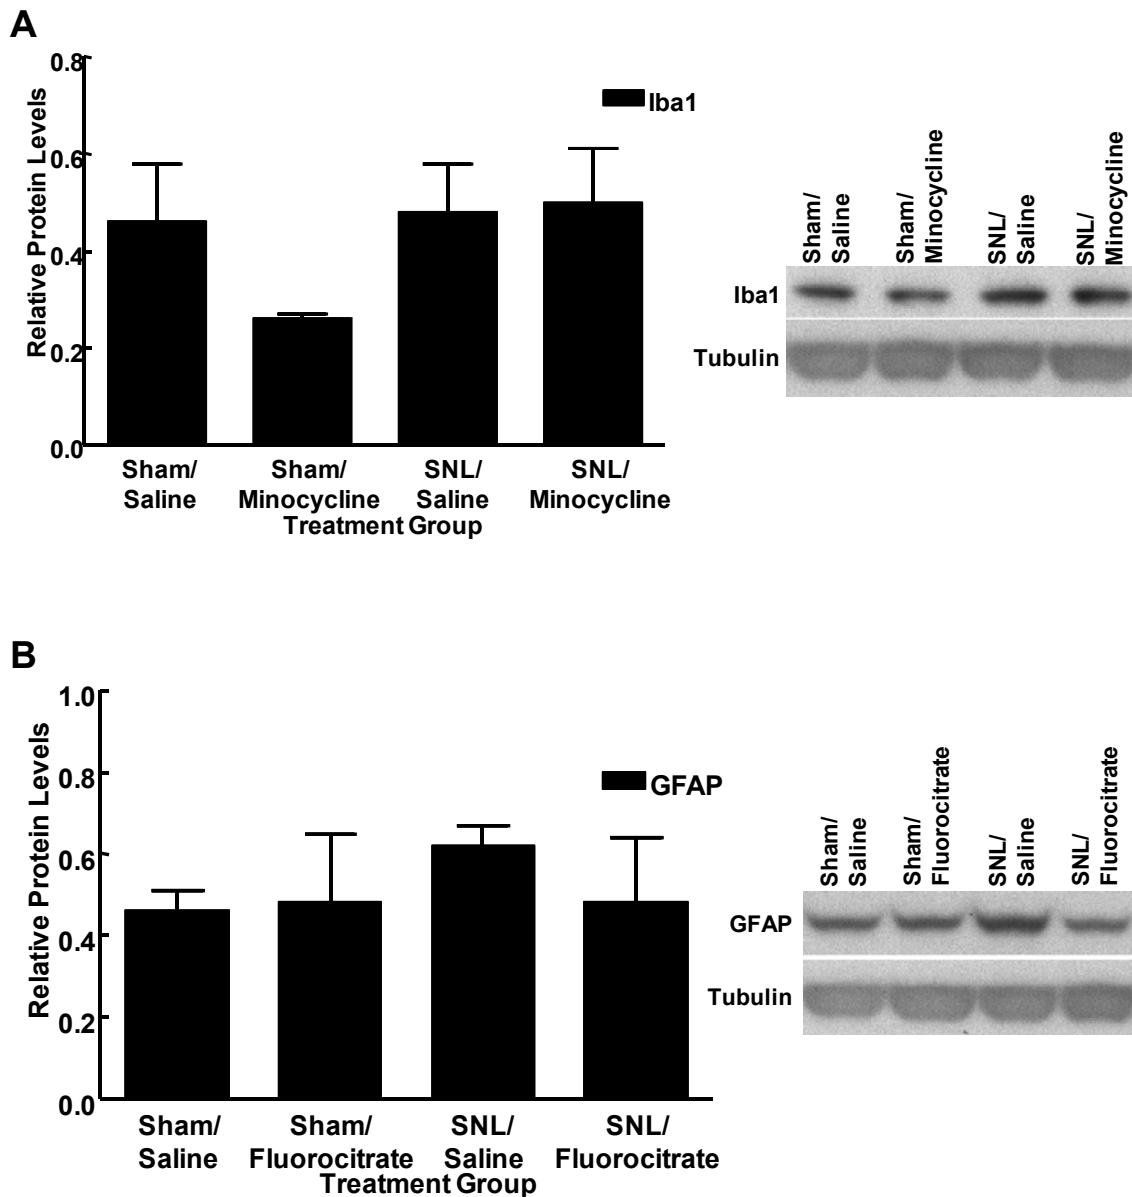 A
0.8
0.6
0.4
0.2
0.0
Relative Protein Levels
Iba1
Sham/
Saline
Sham/
Minocycline
SNL/
Saline
SNL/
Minocycline
Treatment Group
Sham/
Saline
Sham/
Minocycline
SNL/
Saline
SNL/
Minocycline
Iba1
Tubulin
B
1.0
0.8
0.6
0.4
0.2
0.0
Relative Protein Levels
GFAP
Sham/
Saline
Sham/
Fluorocitrate
SNL/
Saline
SNL/
Fluorocitrate
Treatment Group
Sham/
Saline
Sham/
Fluorocitrate
SNL/
Saline
SNL/
Fluorocitrate
GFAP
Tubulin